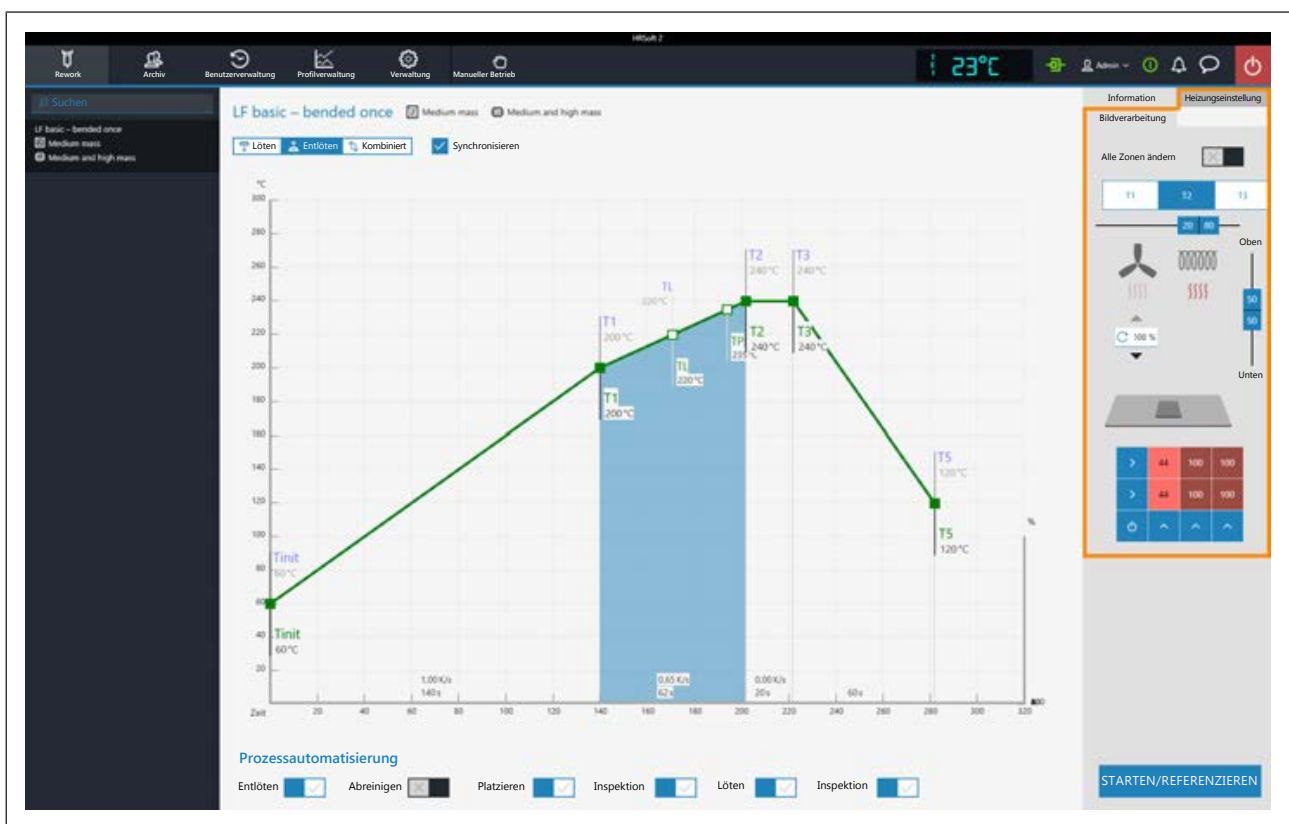 HRSoft 2
Rework Archiv Benutzerverwaltung Profilverwaltung Verwaltung Manueller Betrieb
23°C
Admin
Suchen
LF basic – bended once
Medium mass
Medium and high mass
LF basic – bended once Medium mass Medium and high mass
Löten Entlöten Kombiniert Synchronisieren
°C
300
280
260
240
220
200
180
160
140
120
100
80
60
40
20
Tinit
60°C
Tinit
60°C
T1
200°C
T1
200°C
TL
220°C
TL
220°C
TP
235°C
T2
240°C
T2
240°C
T3
240°C
T3
240°C
T5
120°C
T5
120°C
%
100
1,00 K/s 0,65 K/s 0,00 K/s
140 s 62 s 20 s 60 s
Zeit 20 40 60 80 100 120 140 160 180 200 220 240 260 280 300 320
Prozessautomatisierung
Entlöten Abreinigen Platzieren Inspektion Löten Inspektion
Information Heizungseinstellung
Bildverarbeitung
Alle Zonen ändern
T1 T2 T3
20 80
Oben
50
50
100 %
Unten
44 100 100
44 100 100
STARTEN/REFERENZIEREN